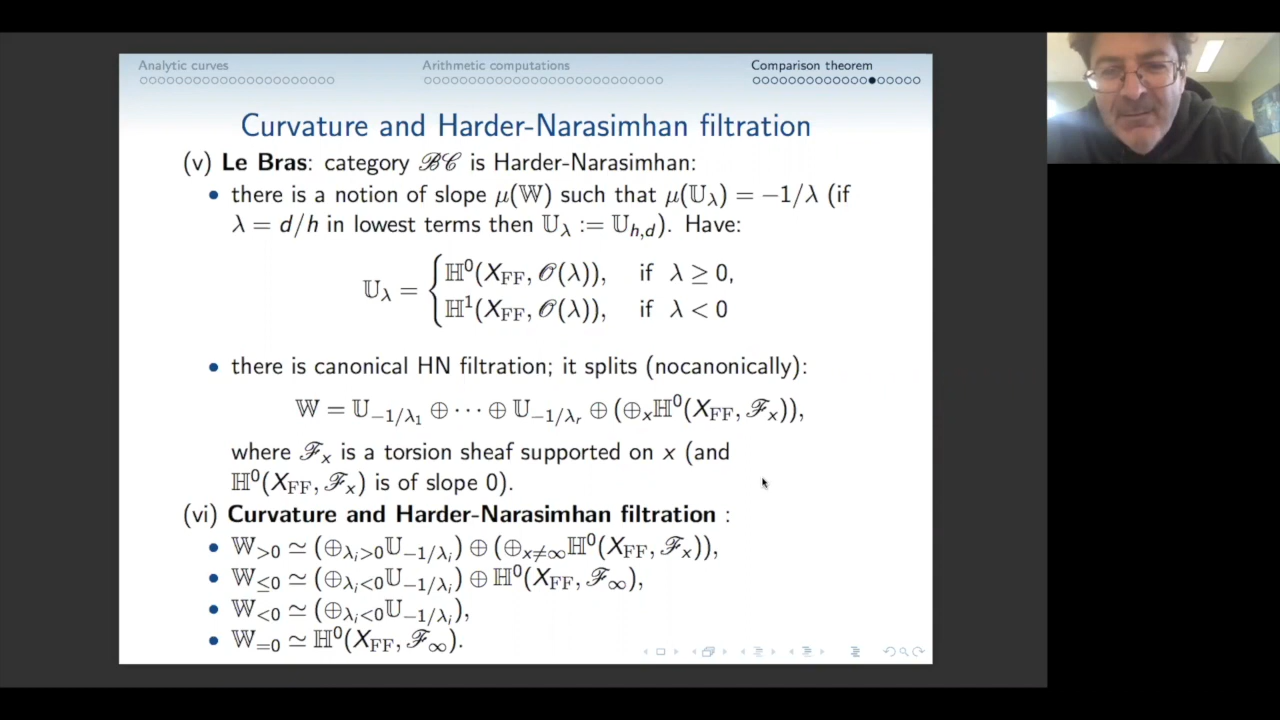 Analytic curves Arithmetic computations Comparison theorem
Curvature and Harder-Narasimhan filtration
(v) Le Bras: category ℬ𝒞 is Harder-Narasimhan:
• there is a notion of slope μ(𝕎) such that μ(𝕌_λ) = −1/λ (if
λ = d/h in lowest terms then 𝕌_λ := 𝕌_{h,d}). Have:
𝕌_λ = { ℍ⁰(X_FF, 𝒪(λ)), if λ ≥ 0,
ℍ¹(X_FF, 𝒪(λ)), if λ < 0
• there is canonical HN filtration; it splits (nocanonically):
𝕎 = 𝕌_{−1/λ₁} ⊕ ⋯ ⊕ 𝕌_{−1/λ_r} ⊕ (⊕_x ℍ⁰(X_FF, ℱ_x)),
where ℱ_x is a torsion sheaf supported on x (and
ℍ⁰(X_FF, ℱ_x) is of slope 0).
(vi) Curvature and Harder-Narasimhan filtration :
• 𝕎_{>0} ≃ (⊕_{λ_i>0} 𝕌_{−1/λ_i}) ⊕ (⊕_{x≠∞} ℍ⁰(X_FF, ℱ_x)),
• 𝕎_{≤0} ≃ (⊕_{λ_i<0} 𝕌_{−1/λ_i}) ⊕ ℍ⁰(X_FF, ℱ_∞),
• 𝕎_{<0} ≃ (⊕_{λ_i<0} 𝕌_{−1/λ_i}),
• 𝕎_{=0} ≃ ℍ⁰(X_FF, ℱ_∞).